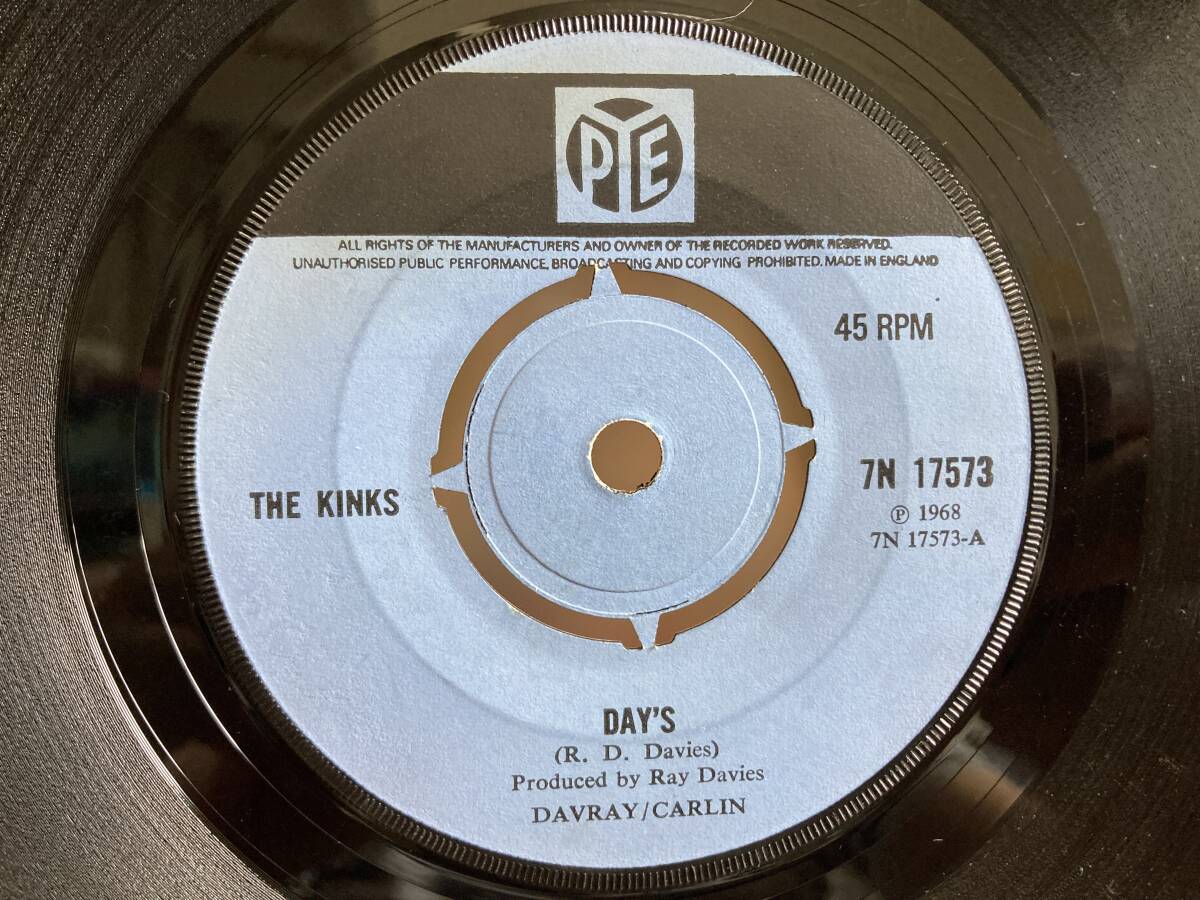 PYE
ALL RIGHTS OF THE MANUFACTURERS AND OWNER OF THE RECORDED WORK RESERVED.
UNAUTHORISED PUBLIC PERFORMANCE, BROADCASTING AND COPYING PROHIBITED. MADE IN ENGLAND
45 RPM
THE KINKS
7N 17573
℗ 1968
7N 17573-A
DAY'S
(R. D. Davies)
Produced by Ray Davies
DAVRAY/CARLIN